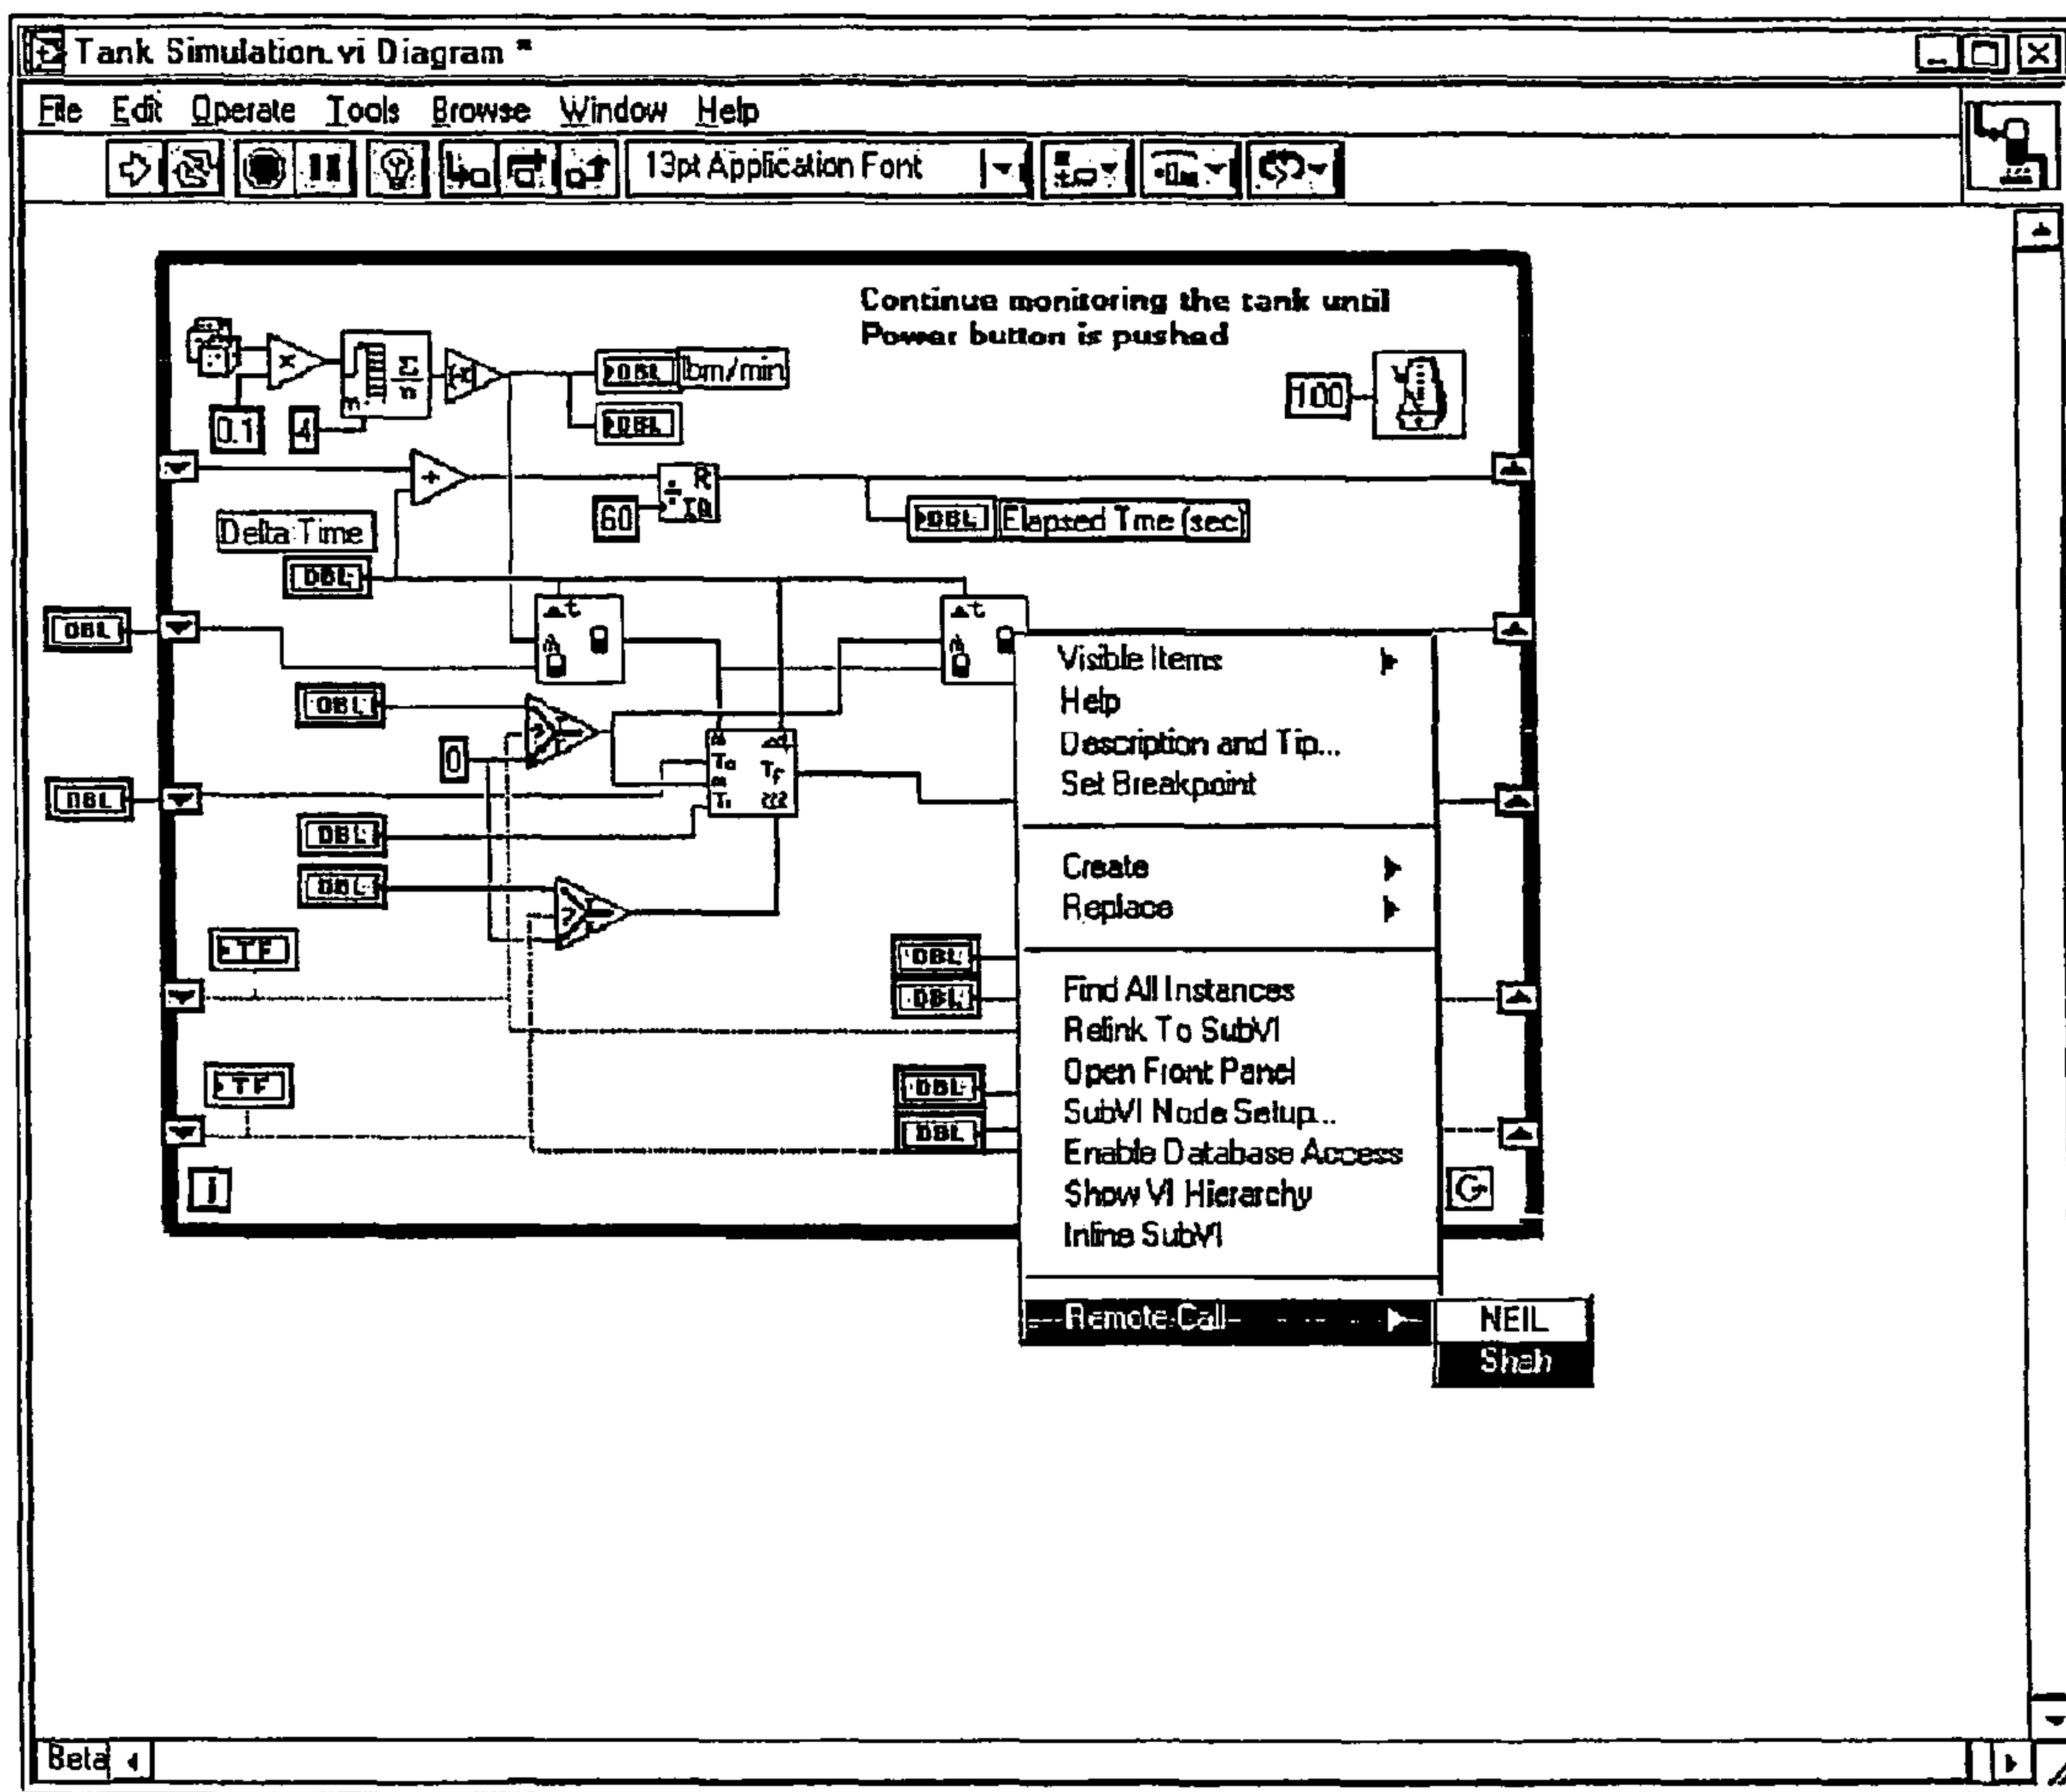 Tank Simulation.vi Diagram *
File Edit Operate Tools Browse Window Help
13pt Application Font
Continue monitoring the tank until
Power button is pushed
DBL lbm/min
100
0.1 4
DBL
R
IQ
60
DBL Elapsed Tme (sec)
Delta Time
DBL
DBL
Δt
Δt
DBL
0
DBL
DBL
DBL
TF
DBL
DBL
TF
DBL
DBL
i
Visible Items
Help
Description and Tip...
Set Breakpoint
Create
Replace
Find All Instances
Relink To SubVI
Open Front Panel
SubVI Node Setup...
Enable Database Access
Show VI Hierarchy
Inline SubVI
Remote Call
NEIL
Shah
Beta